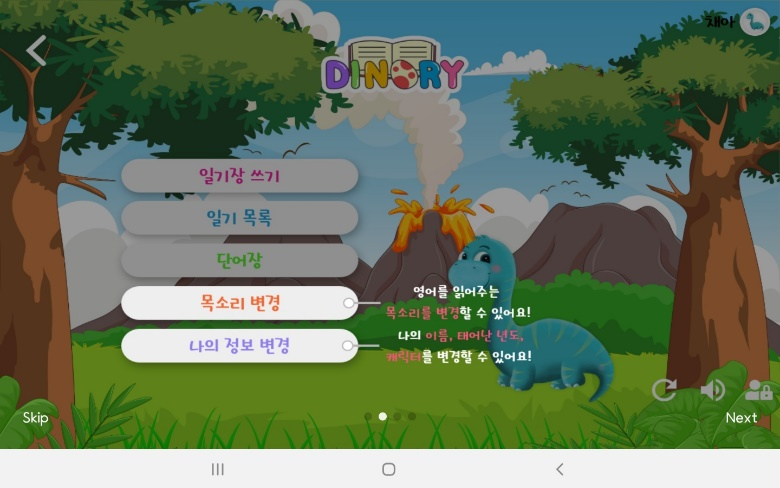 채아
DINORY
일기장 쓰기
일기 목록
단어장
목소리 변경
영어를 읽어주는
목소리를 변경할 수 있어요!
나의 정보 변경
나의 이름, 태어난 년도,
캐릭터를 변경할 수 있어요!
Skip
Next